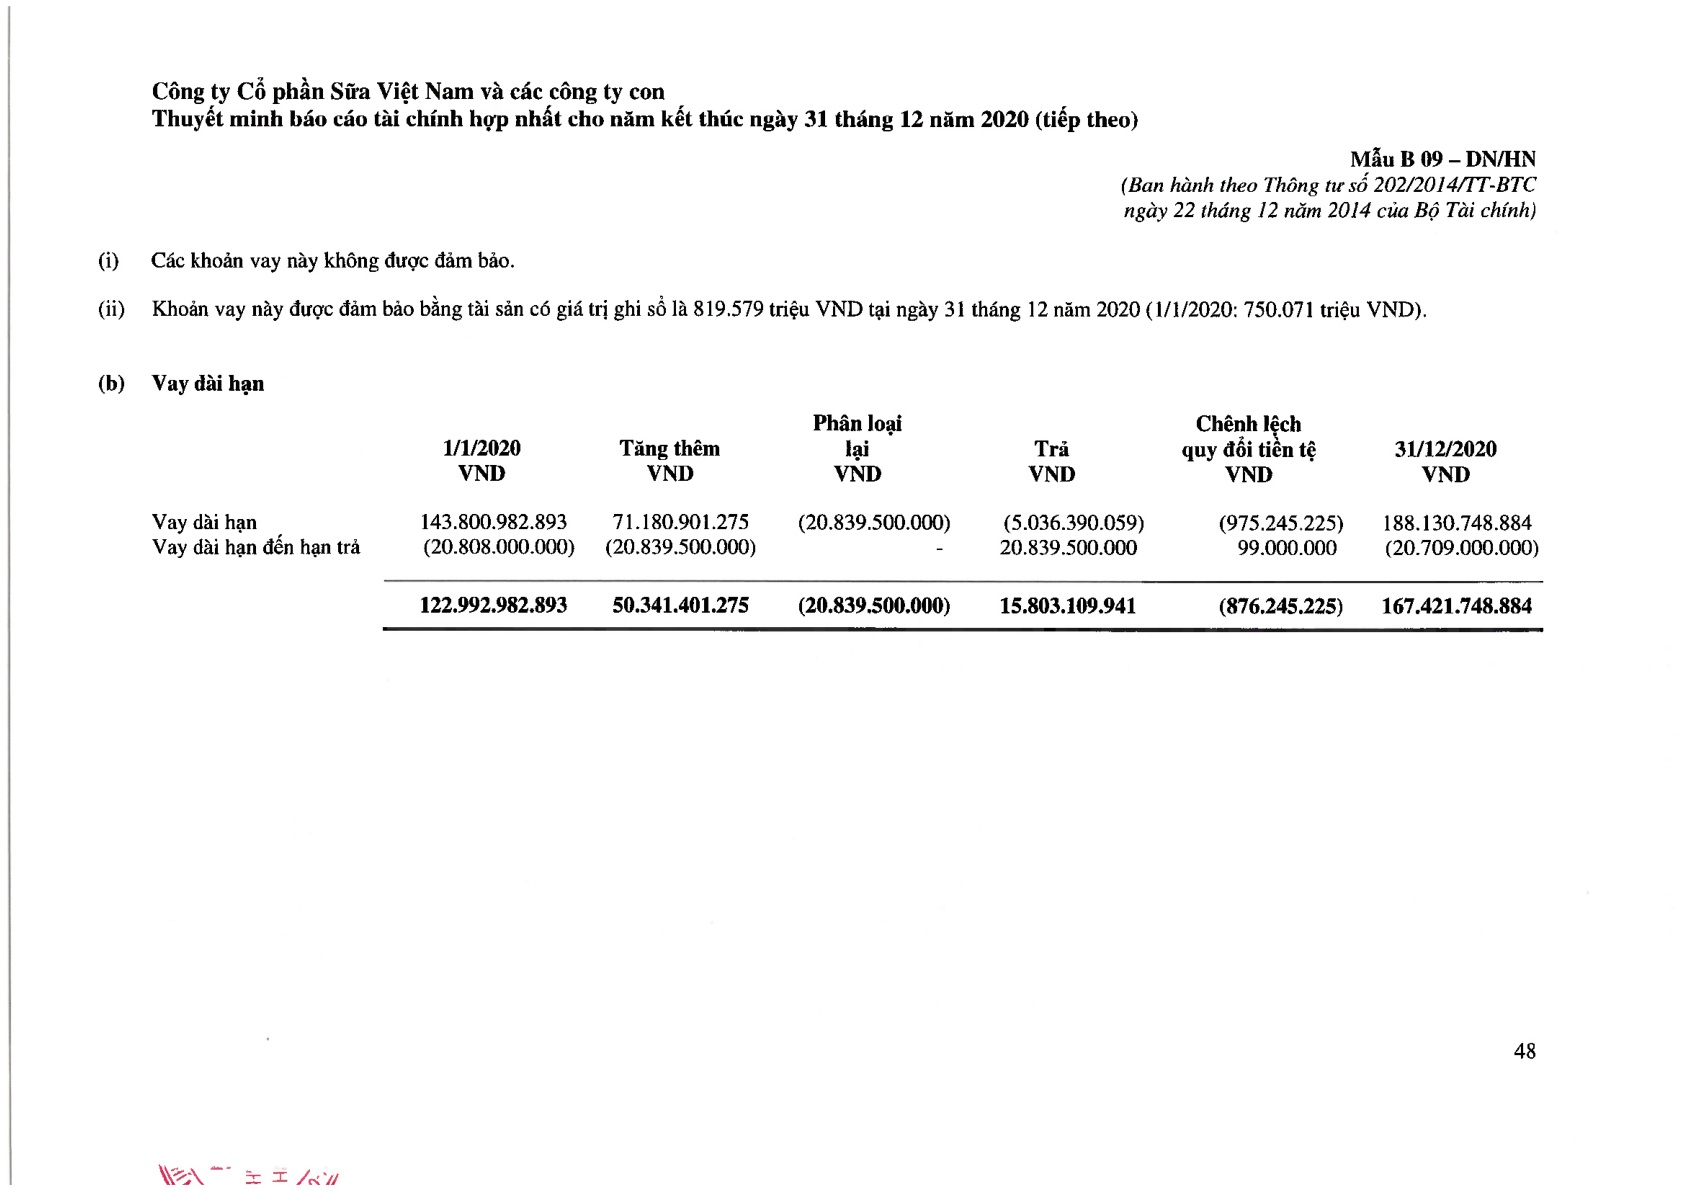 Công ty Cổ phần Sữa Việt Nam và các công ty con
Thuyết minh báo cáo tài chính hợp nhất cho năm kết thúc ngày 31 tháng 12 năm 2020 (tiếp theo)
Mẫu B 09 – DN/HN
(Ban hành theo Thông tư số 202/2014/TT-BTC
ngày 22 tháng 12 năm 2014 của Bộ Tài chính)
(i) Các khoản vay này không được đảm bảo.
(ii) Khoản vay này được đảm bảo bằng tài sản có giá trị ghi sổ là 819.579 triệu VND tại ngày 31 tháng 12 năm 2020 (1/1/2020: 750.071 triệu VND).
(b) Vay dài hạn
Phân loại Chênh lệch
1/1/2020 Tăng thêm lại Trả quy đổi tiền tệ 31/12/2020
VND VND VND VND VND VND
Vay dài hạn 143.800.982.893 71.180.901.275 (20.839.500.000) (5.036.390.059) (975.245.225) 188.130.748.884
Vay dài hạn đến hạn trả (20.808.000.000) (20.839.500.000) - 20.839.500.000 99.000.000 (20.709.000.000)
122.992.982.893 50.341.401.275 (20.839.500.000) 15.803.109.941 (876.245.225) 167.421.748.884
48